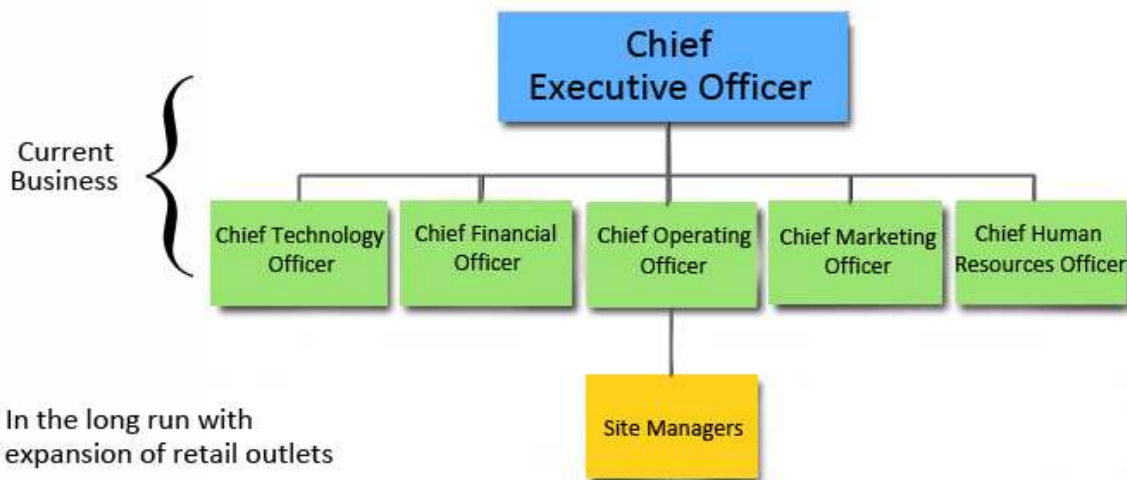 Chief
Executive Officer
Current
Business
Chief Technology
Officer
Chief Financial
Officer
Chief Operating
Officer
Chief Marketing
Officer
Chief Human
Resources Officer
Site Managers
In the long run with
expansion of retail outlets